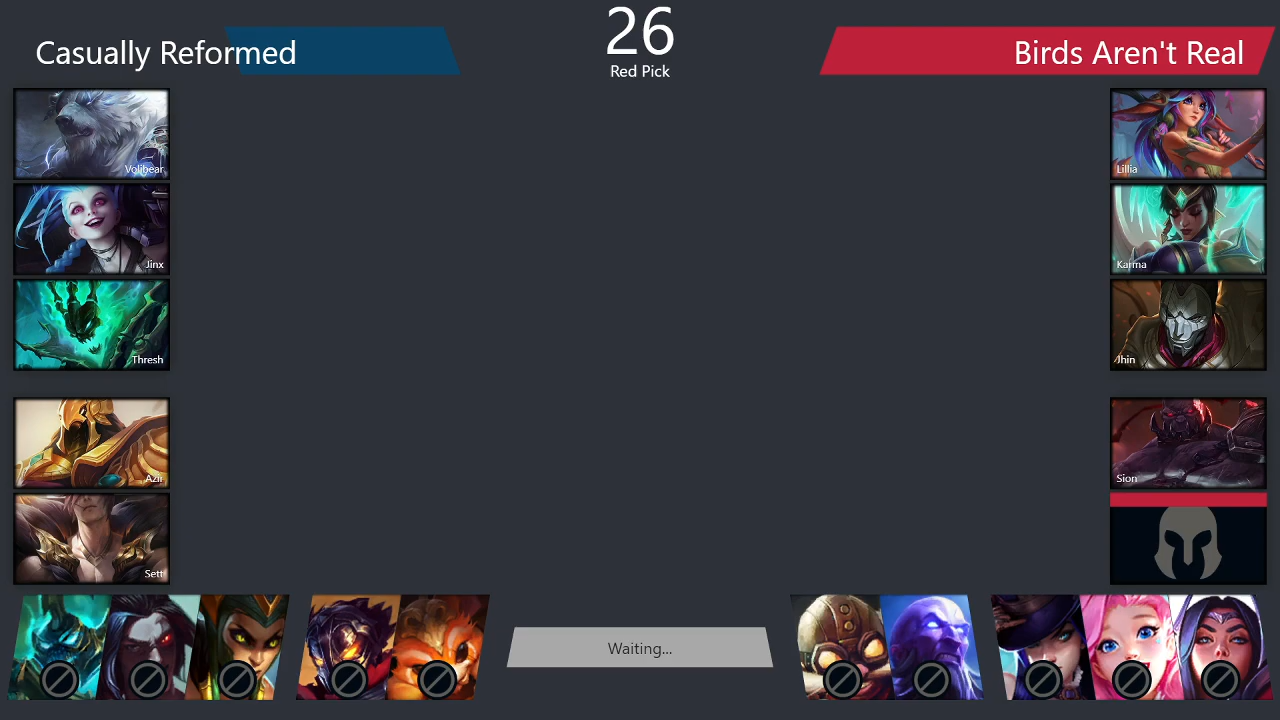 Casually Reformed
26
Red Pick
Birds Aren't Real
Volibear
Jinx
Thresh
Azir
Sett
Lillia
Karma
Jhin
Sion
Waiting...